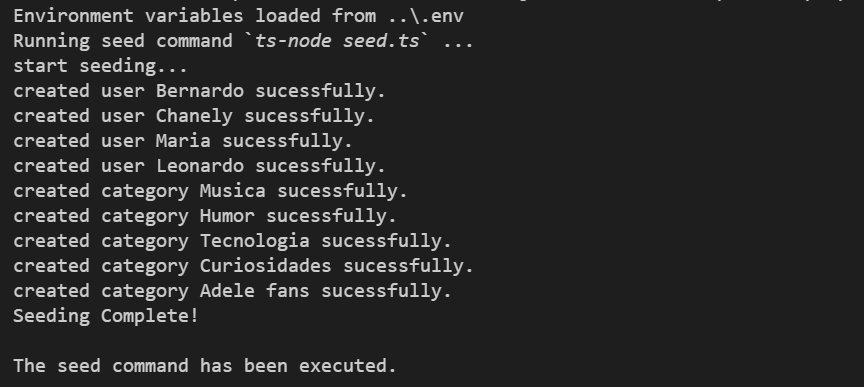 Environment variables loaded from ..\.env
Running seed command `ts-node seed.ts` ...
start seeding...
created user Bernardo sucessfully.
created user Chanely sucessfully.
created user Maria sucessfully.
created user Leonardo sucessfully.
created category Musica sucessfully.
created category Humor sucessfully.
created category Tecnologia sucessfully.
created category Curiosidades sucessfully.
created category Adele fans sucessfully.
Seeding Complete!
The seed command has been executed.